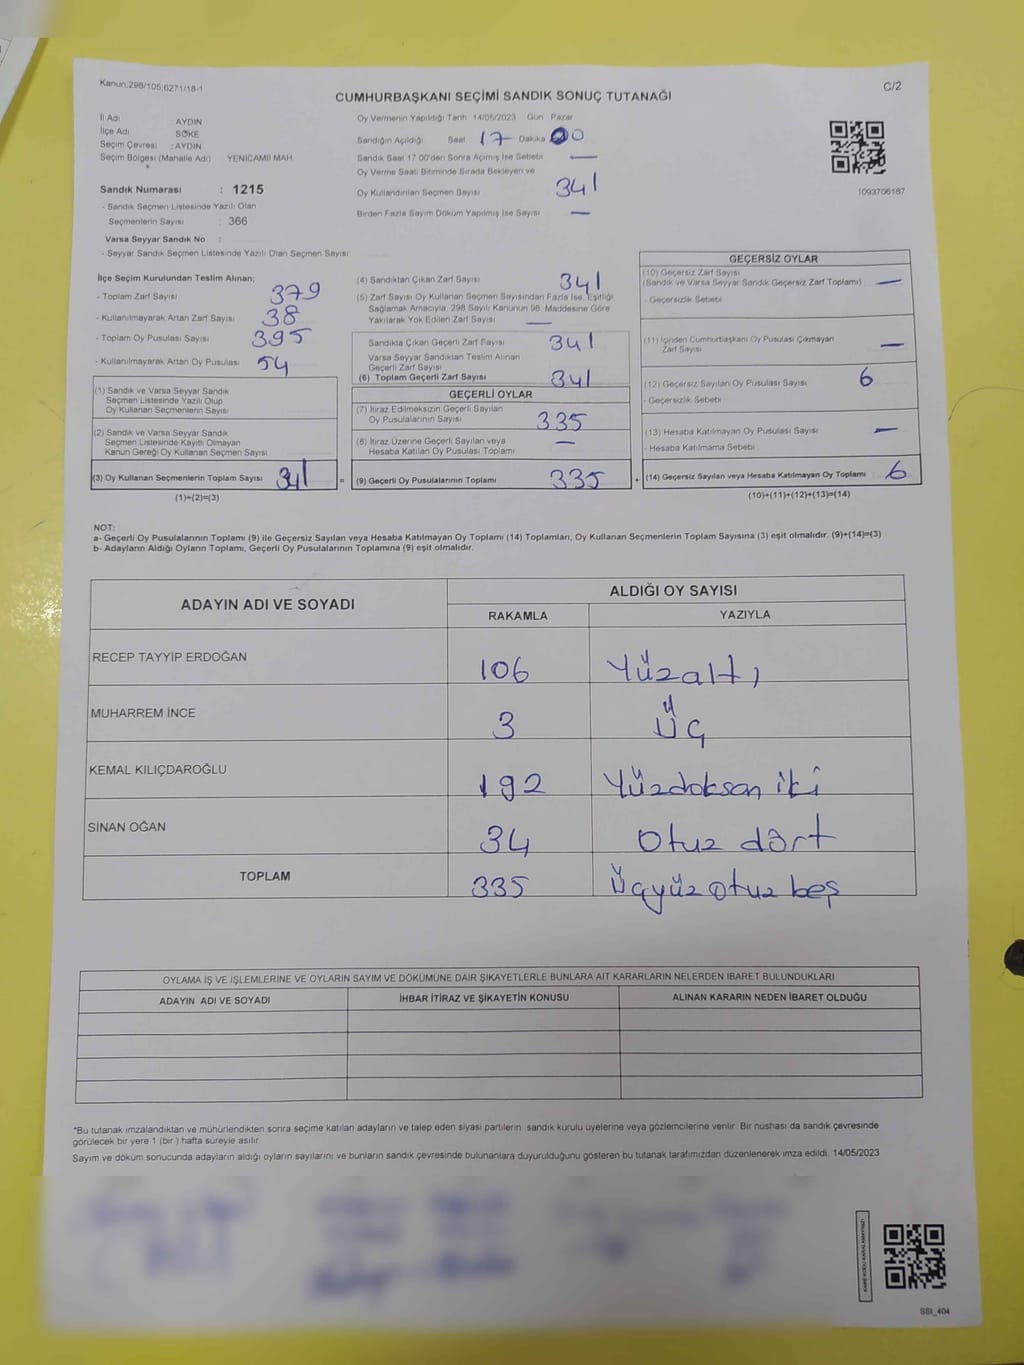 Kanun:298/105,6271/18-1
C/2
CUMHURBAŞKANI SEÇİMİ SANDIK SONUÇ TUTANAĞI
İl Adı : AYDIN
İlçe Adı : SÖKE
Seçim Çevresi : AYDIN
Seçim Bölgesi (Mahalle Adı) YENİCAMİİ MAH.
Sandık Numarası : 1215
- Sandık Seçmen Listesinde Yazılı Olan
Seçmenlerin Sayısı : 366
Varsa Seyyar Sandık No :
- Seyyar Sandık Seçmen Listesinde Yazılı Olan Seçmen Sayısı
Oy Vermenin Yapıldığı Tarih 14/05/2023 Gün Pazar
Sandığın Açıldığı Saat 17 Dakika 00
Sandık Saat 17.00'den Sonra Açımış İse Sebebi —
Oy Verme Saati Bitiminde Sırada Bekleyen ve
Oy Kullandırılan Seçmen Sayısı 341
Birden Fazla Sayım Döküm Yapılmış İse Sayısı —
1093706187
İlçe Seçim Kurulundan Teslim Alınan;
- Toplam Zarf Sayısı 379
- Kullanılmayarak Artan Zarf Sayısı 38
- Toplam Oy Pusulası Sayısı 395
- Kullanılmayarak Artan Oy Pusulası 54
(1) Sandık ve Varsa Seyyar Sandık
Seçmen Listesinde Yazılı Olup
Oy Kullanan Seçmenlerin Sayısı
(2) Sandık ve Varsa Seyyar Sandık
Seçmen Listesinde Kayıtlı Olmayan
Kanun Gereği Oy Kullanan Seçmen Sayısı
(3) Oy Kullanan Seçmenlerin Toplam Sayısı 341
(1)+(2)=(3)
(4) Sandıktan Çıkan Zarf Sayısı 341
(5) Zarf Sayısı Oy Kullanan Seçmen Sayısından Fazla İse, Eşitliği
Sağlamak Amacıyla, 298 Sayılı Kanunun 98. Maddesine Göre
Yakılarak Yok Edilen Zarf Sayısı —
Sandıkta Çıkan Geçerli Zarf Sayısı 341
Varsa Seyyar Sandıktan Teslim Alınan
Geçerli Zarf Sayısı
(6) Toplam Geçerli Zarf Sayısı 341
GEÇERLİ OYLAR
(7) İtiraz Edilmeksizin Geçerli Sayılan
Oy Pusulalarının Sayısı 335
(8) İtiraz Üzerine Geçerli Sayılan veya
Hesaba Katılan Oy Pusulası Toplamı —
= (9) Geçerli Oy Pusulalarının Toplamı 335 +
GEÇERSİZ OYLAR
(10) Geçersiz Zarf Sayısı
(Sandık ve Varsa Seyyar Sandık Geçersiz Zarf Toplamı) —
- Geçersizlik Sebebi
(11) İçinden Cumhurbaşkanı Oy Pusulası Çıkmayan
Zarf Sayısı —
(12) Geçersiz Sayılan Oy Pusulası Sayısı 6
- Geçersizlik Sebebi
(13) Hesaba Katılmayan Oy Pusulası Sayısı —
- Hesaba Katılmama Sebebi
(14) Geçersiz Sayılan veya Hesaba Katılmayan Oy Toplamı 6
(10)+(11)+(12)+(13)=(14)
NOT:
a- Geçerli Oy Pusulalarının Toplamı (9) ile Geçersiz Sayılan veya Hesaba Katılmayan Oy Toplamı (14) Toplamları, Oy Kullanan Seçmenlerin Toplam Sayısına (3) eşit olmalıdır. (9)+(14)=(3)
b- Adayların Aldığı Oyların Toplamı, Geçerli Oy Pusulalarının Toplamına (9) eşit olmalıdır.
ADAYIN ADI VE SOYADI ALDIĞI OY SAYISI
RAKAMLA YAZIYLA
RECEP TAYYİP ERDOĞAN 106 Yüzaltı
MUHARREM İNCE 3 Üç
KEMAL KILIÇDAROĞLU 192 Yüzdoksan iki
SİNAN OĞAN 34 Otuz dört
TOPLAM 335 Üçyüz otuz beş
OYLAMA İŞ VE İŞLEMLERİNE VE OYLARIN SAYIM VE DÖKÜMÜNE DAİR ŞİKAYETLERLE BUNLARA AİT KARARLARIN NELERDEN İBARET BULUNDUKLARI
ADAYIN ADI VE SOYADI İHBAR İTİRAZ VE ŞİKAYETİN KONUSU ALINAN KARARIN NEDEN İBARET OLDUĞU
*Bu tutanak imzalandıktan ve mühürlendikten sonra seçime katılan adayların ve talep eden siyasi partilerin sandık kurulu üyelerine veya gözlemcilerine verilir. Bir nüshası da sandık çevresinde
görülecek bir yere 1 (bir ) hafta süreyle asılır.
Sayım ve döküm sonucunda adayların aldığı oyların sayılarını ve bunların sandık çevresinde bulunanlara duyurulduğunu gösteren bu tutanak tarafımızdan düzenlenerek imza edildi. 14/05/2023
KARE KODU KARALAMAYINIZ!
SSI_404